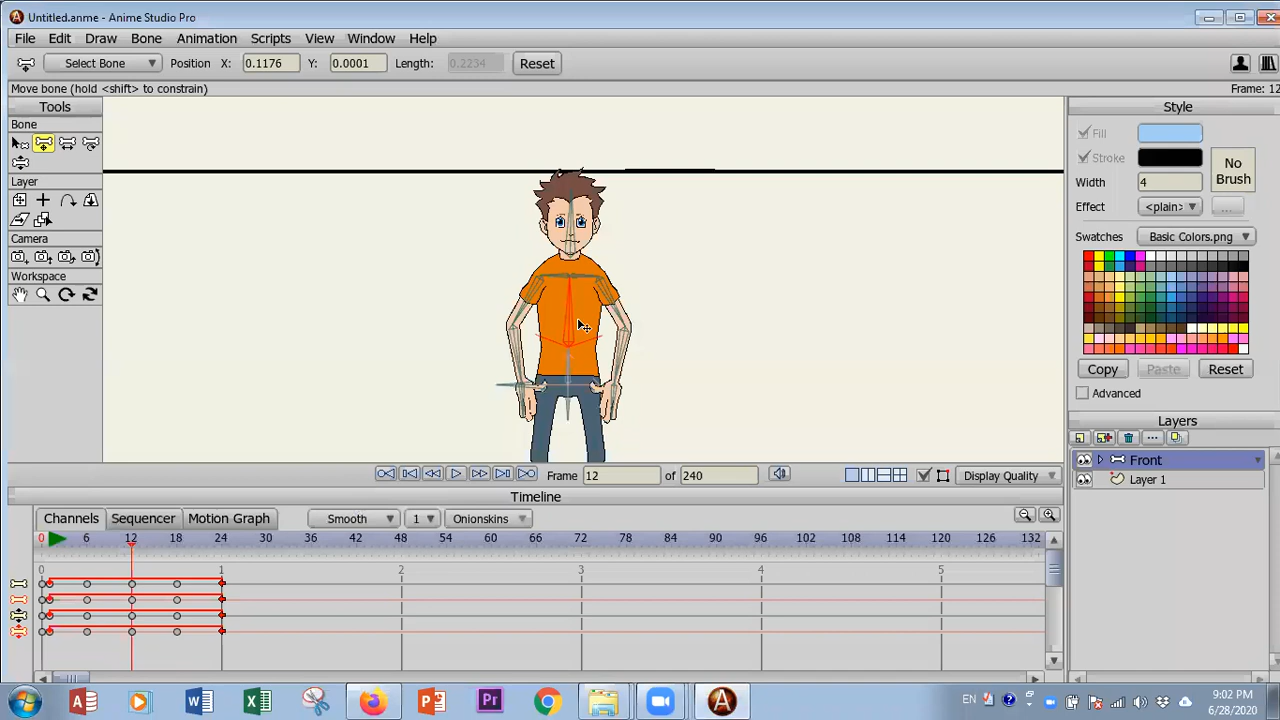 Untitled.anme - Anime Studio Pro
File Edit Draw Bone Animation Scripts View Window Help
Select Bone Position X: 0.1176 Y: 0.0001 Length: 0.2234 Reset
Move bone (hold <shift> to constrain) Frame: 12
Tools
Bone
Layer
Camera
Workspace
Style
Fill
Stroke
No Brush
Width 4
Effect <plain> ...
Swatches Basic Colors.png
Copy Paste Reset
Advanced
Layers
Front
Layer 1
Frame 12 of 240 Display Quality
Timeline
Channels Sequencer Motion Graph Smooth 1 Onionskins
0 6 12 18 24 30 36 42 48 54 60 66 72 78 84 90 96 102 108 114 120 126 132
0 1 2 3 4 5
EN 9:02 PM
6/28/2020